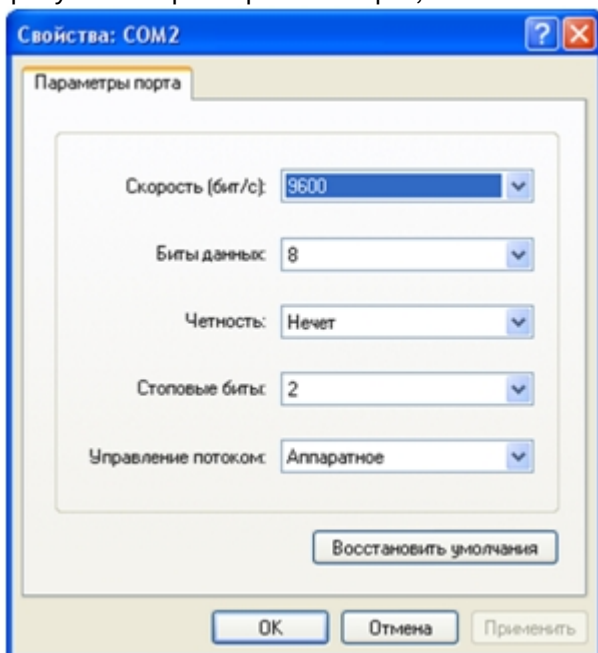 Свойства: COM2
Параметры порта
Скорость (бит/с): 9600
Биты данных: 8
Четность: Нечет
Стоповые биты: 2
Управление потоком: Аппаратное
Восстановить умолчания
OK Отмена Применить